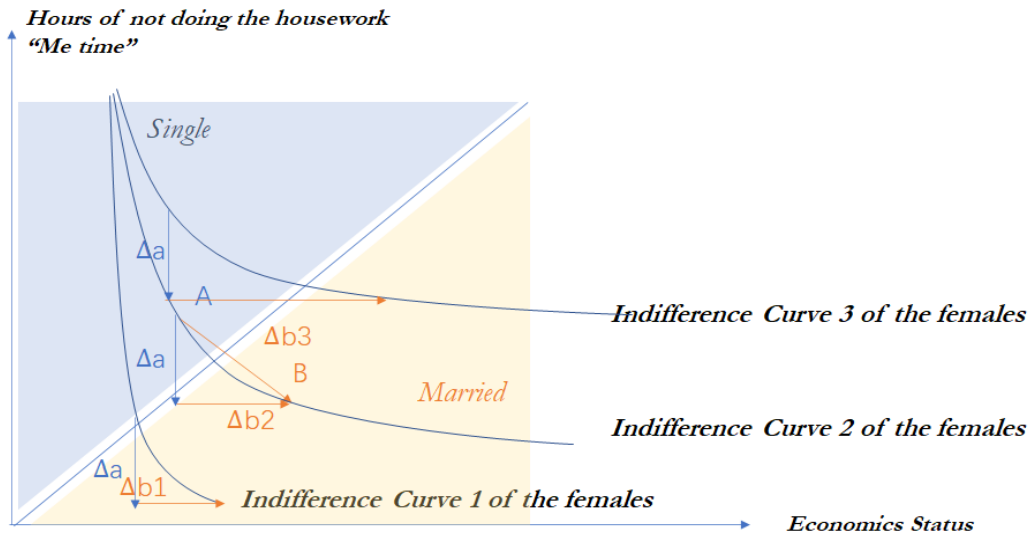 Hours of not doing the housework
“Me time”
Single
Δa
A
Δb3
Δa
B
Married
Δb2
Indifference Curve 3 of the females
Indifference Curve 2 of the females
Δa
Δb1
Indifference Curve 1 of the females
Economics Status